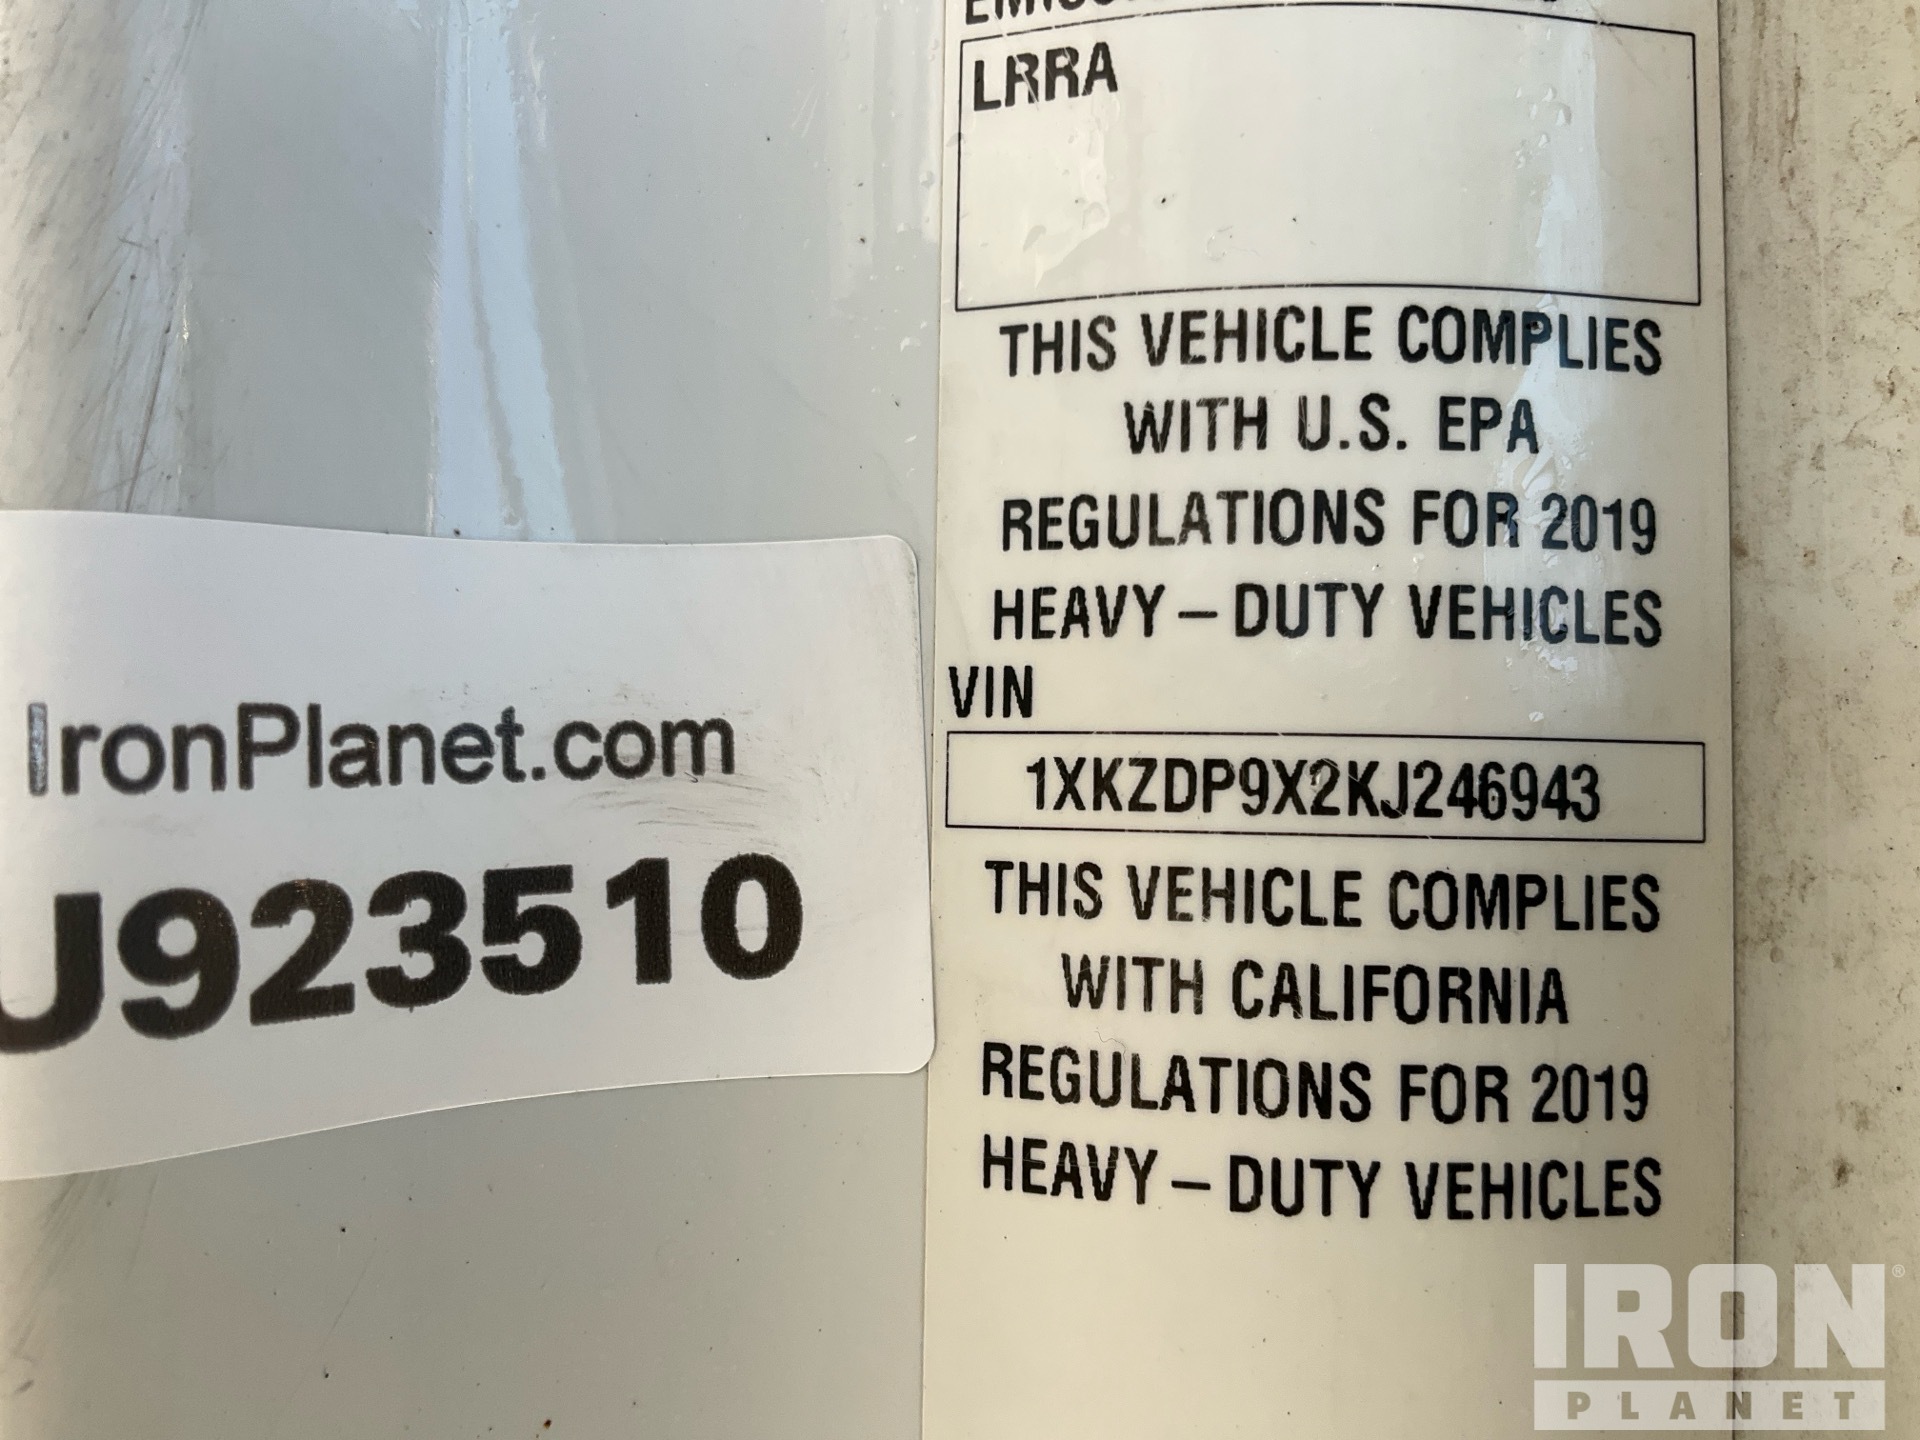 LRRA
THIS VEHICLE COMPLIES
WITH U.S. EPA
REGULATIONS FOR 2019
HEAVY – DUTY VEHICLES
VIN
1XKZDP9X2KJ246943
THIS VEHICLE COMPLIES
WITH CALIFORNIA
REGULATIONS FOR 2019
HEAVY – DUTY VEHICLES
IronPlanet.com
U923510
IRON®
PLANET